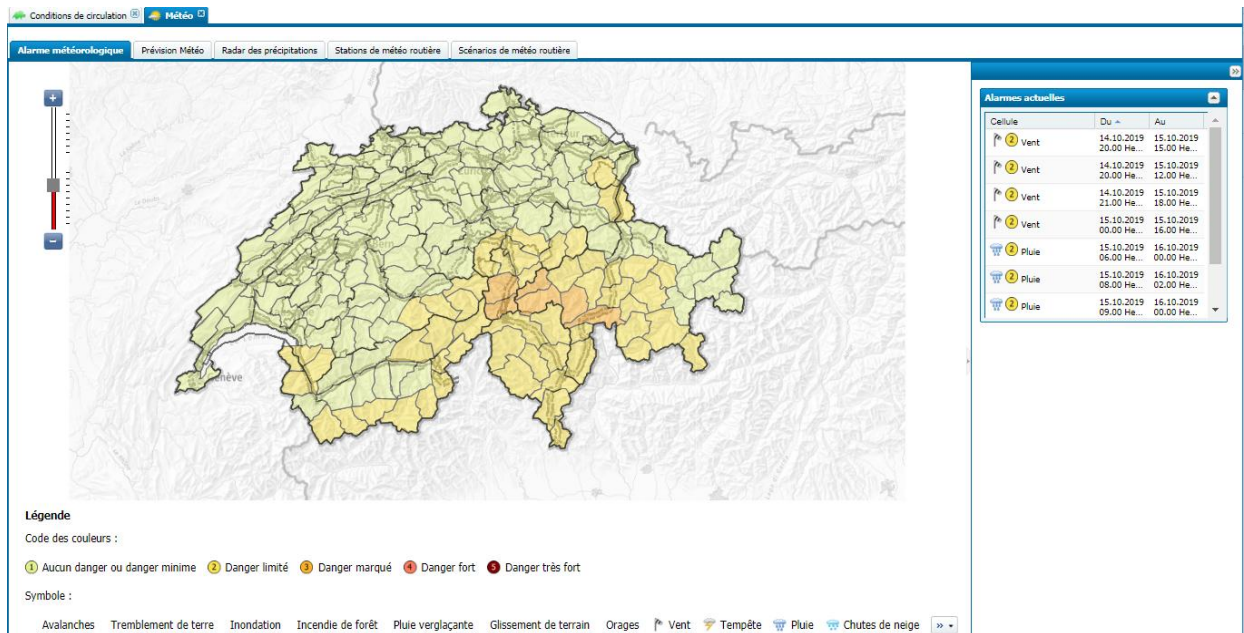 Conditions de circulation Météo
Alarme météorologique Prévision Météo Radar des précipitations Stations de météo routière Scénarios de météo routière
+
−
Alarmes actuelles
Cellule Du Au
2 Vent 14.10.2019 20.00 He... 15.10.2019 15.00 He...
2 Vent 14.10.2019 20.00 He... 15.10.2019 12.00 He...
2 Vent 14.10.2019 21.00 He... 15.10.2019 18.00 He...
2 Vent 15.10.2019 00.00 He... 15.10.2019 16.00 He...
2 Pluie 15.10.2019 06.00 He... 16.10.2019 00.00 He...
2 Pluie 15.10.2019 08.00 He... 16.10.2019 02.00 He...
2 Pluie 15.10.2019 09.00 He... 16.10.2019 00.00 He...
Légende
Code des couleurs :
1 Aucun danger ou danger minime 2 Danger limité 3 Danger marqué 4 Danger fort 5 Danger très fort
Symbole :
Avalanches Tremblement de terre Inondation Incendie de forêt Pluie verglaçante Glissement de terrain Orages Vent Tempête Pluie Chutes de neige »